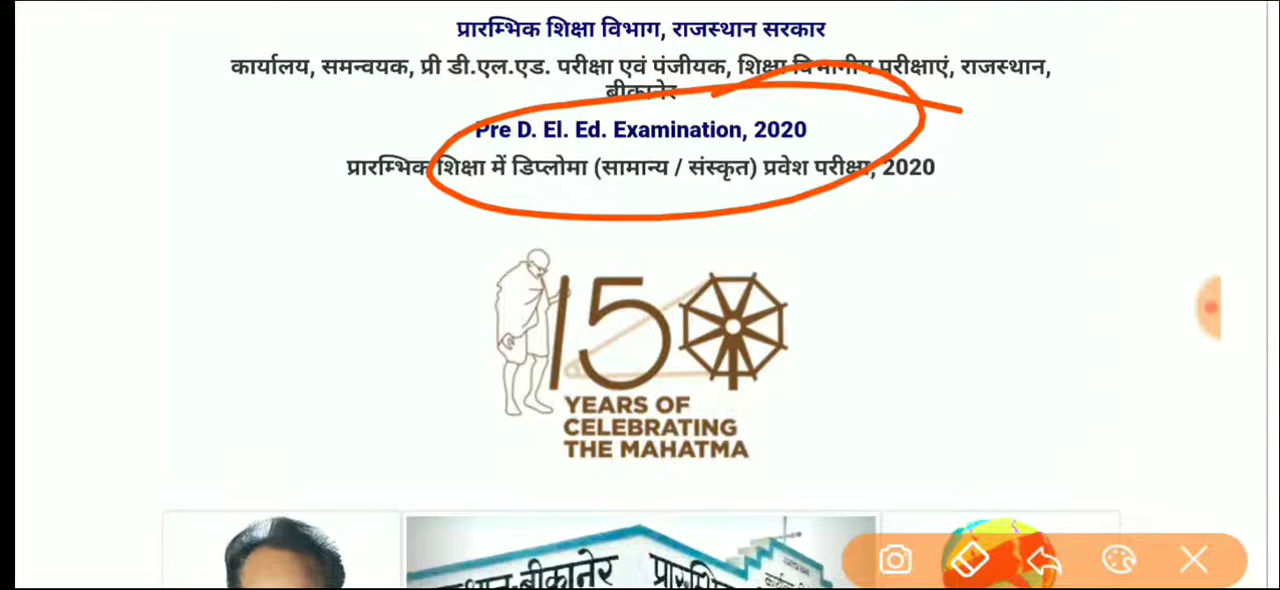 प्रारम्भिक शिक्षा विभाग, राजस्थान सरकार
कार्यालय, समन्वयक, प्री डी.एल.एड. परीक्षा एवं पंजीयक, शिक्षा विभागीय परीक्षाएं, राजस्थान,
बीकानेर
Pre D. El. Ed. Examination, 2020
प्रारम्भिक शिक्षा में डिप्लोमा (सामान्य / संस्कृत) प्रवेश परीक्षा, 2020
150
YEARS OF
CELEBRATING
THE MAHATMA
बीकानेर